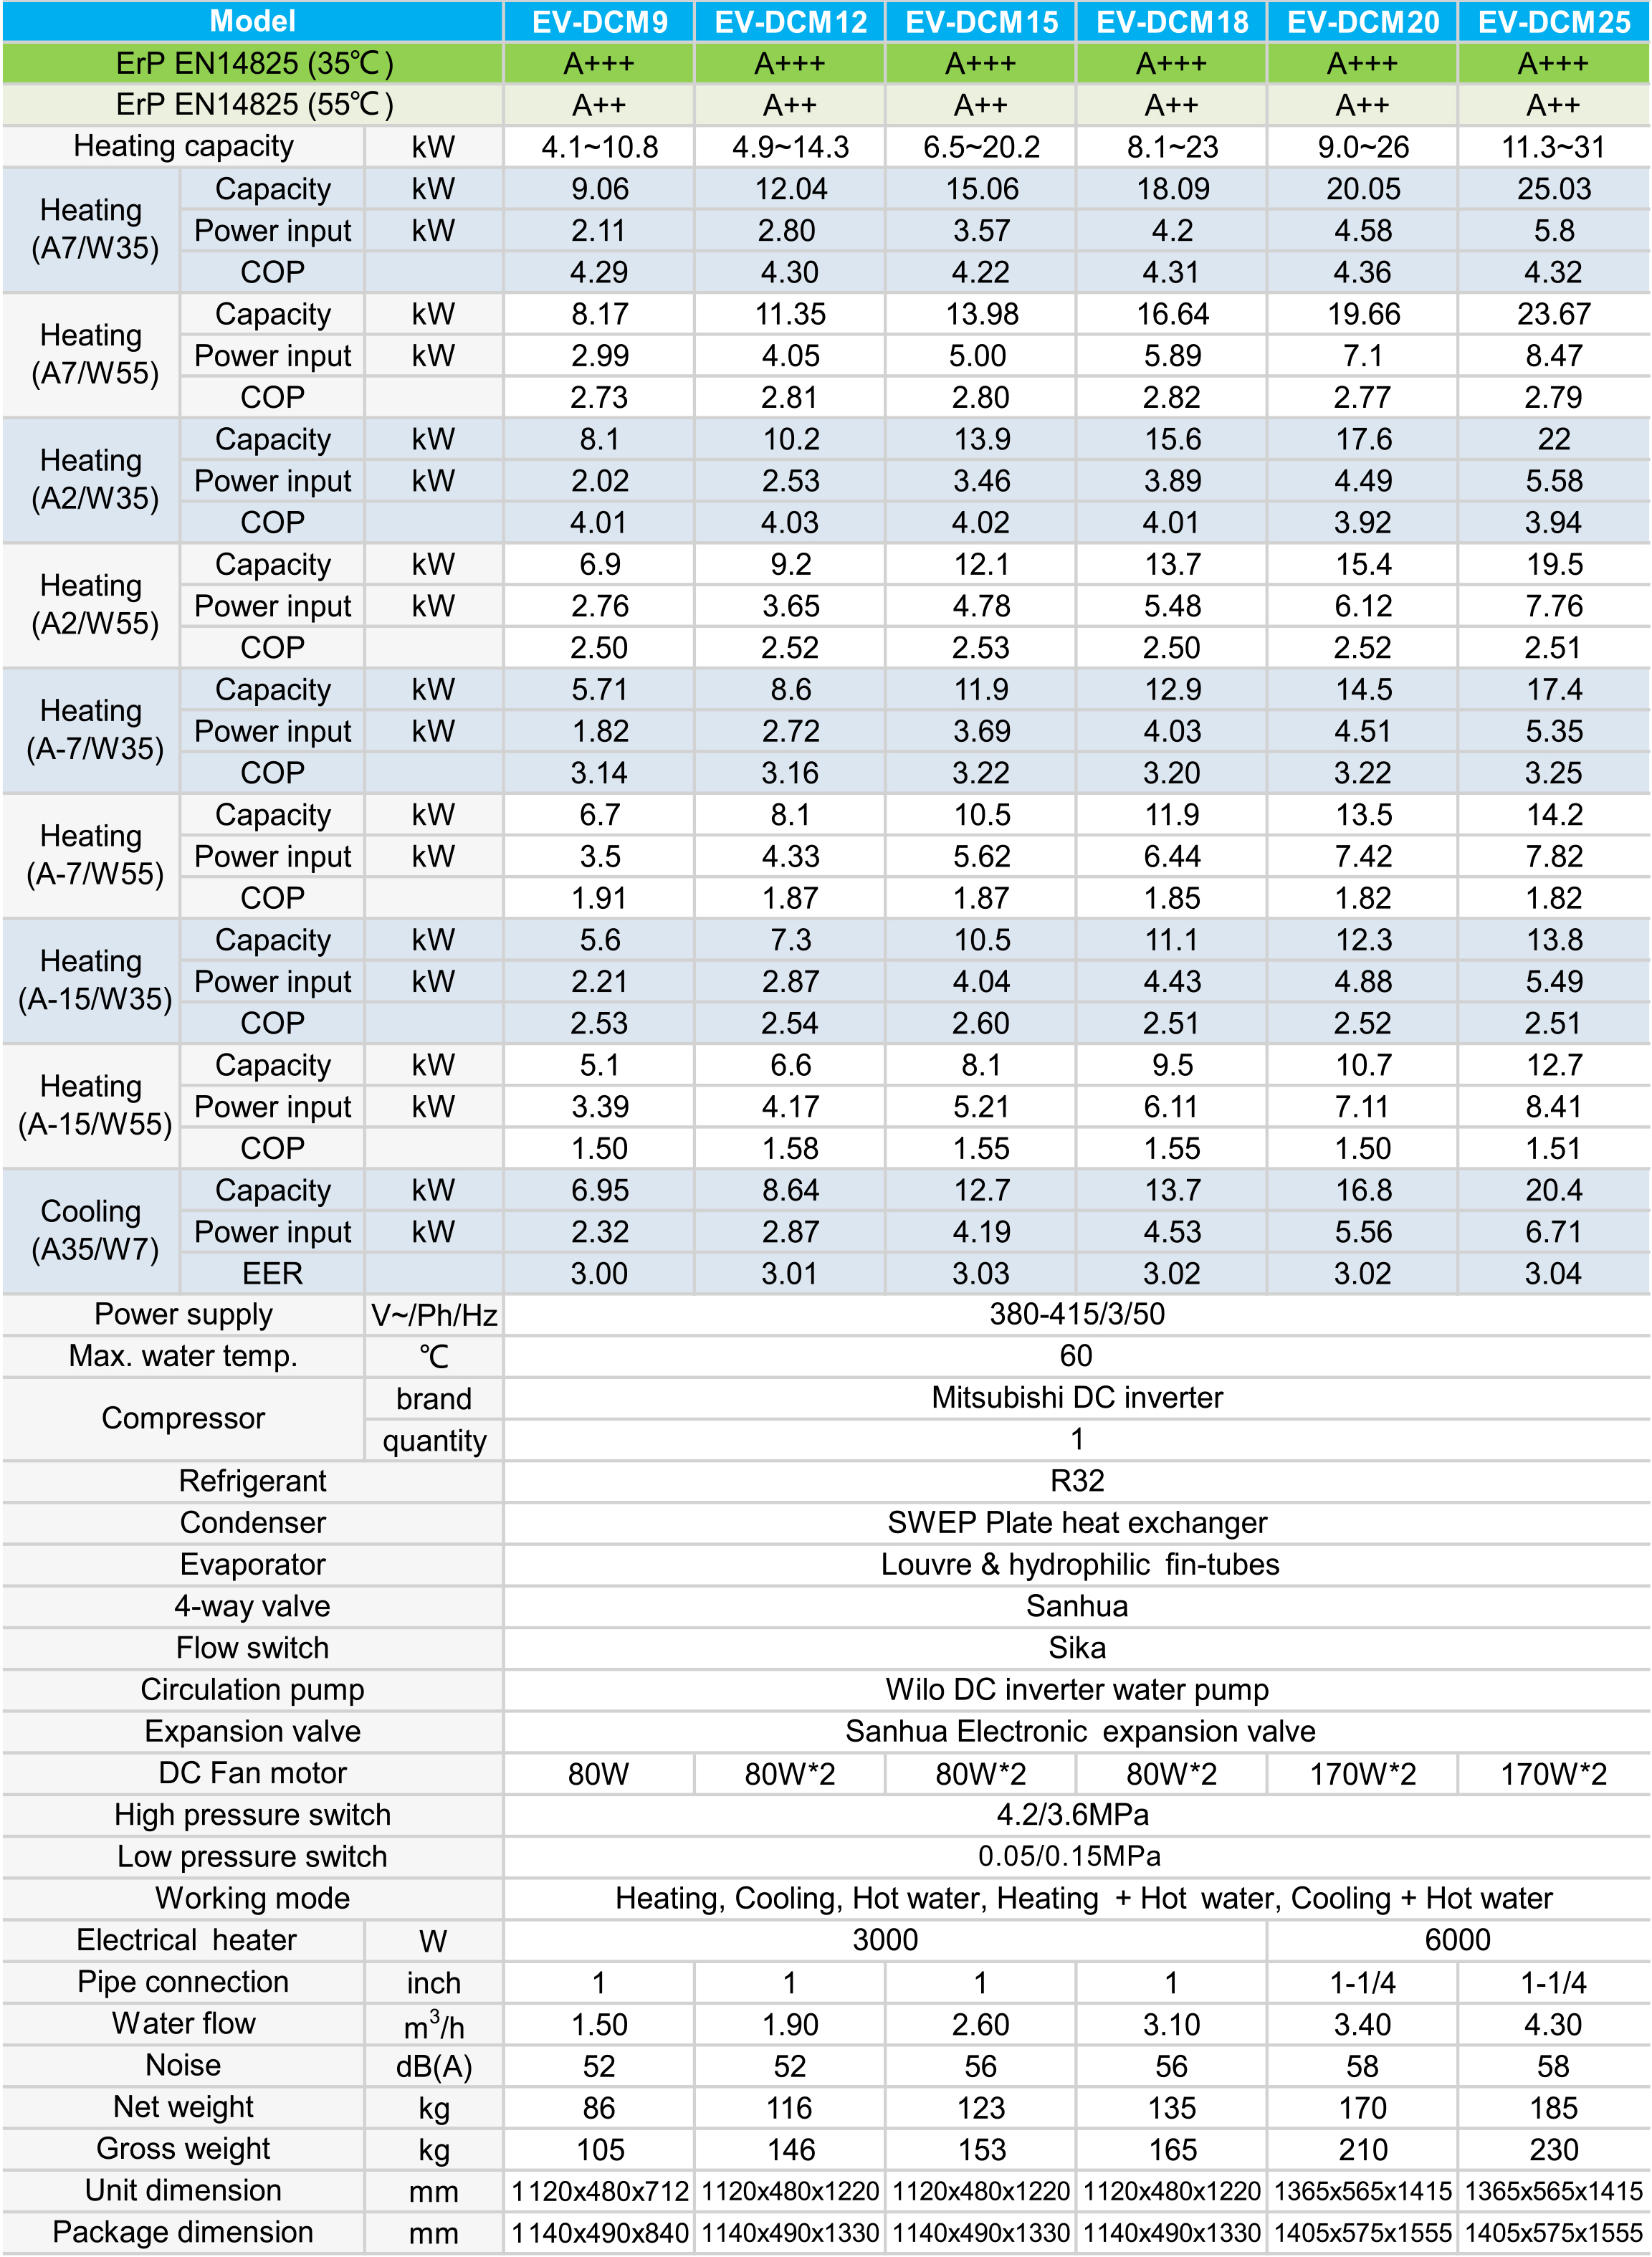 Model EV-DCM9 EV-DCM12 EV-DCM15 EV-DCM18 EV-DCM20 EV-DCM25
ErP EN14825 (35℃) A+++ A+++ A+++ A+++ A+++ A+++
ErP EN14825 (55℃) A++ A++ A++ A++ A++ A++
Heating capacity kW 4.1~10.8 4.9~14.3 6.5~20.2 8.1~23 9.0~26 11.3~31
Heating (A7/W35) Capacity kW 9.06 12.04 15.06 18.09 20.05 25.03
Power input kW 2.11 2.80 3.57 4.2 4.58 5.8
COP 4.29 4.30 4.22 4.31 4.36 4.32
Heating (A7/W55) Capacity kW 8.17 11.35 13.98 16.64 19.66 23.67
Power input kW 2.99 4.05 5.00 5.89 7.1 8.47
COP 2.73 2.81 2.80 2.82 2.77 2.79
Heating (A2/W35) Capacity kW 8.1 10.2 13.9 15.6 17.6 22
Power input kW 2.02 2.53 3.46 3.89 4.49 5.58
COP 4.01 4.03 4.02 4.01 3.92 3.94
Heating (A2/W55) Capacity kW 6.9 9.2 12.1 13.7 15.4 19.5
Power input kW 2.76 3.65 4.78 5.48 6.12 7.76
COP 2.50 2.52 2.53 2.50 2.52 2.51
Heating (A-7/W35) Capacity kW 5.71 8.6 11.9 12.9 14.5 17.4
Power input kW 1.82 2.72 3.69 4.03 4.51 5.35
COP 3.14 3.16 3.22 3.20 3.22 3.25
Heating (A-7/W55) Capacity kW 6.7 8.1 10.5 11.9 13.5 14.2
Power input kW 3.5 4.33 5.62 6.44 7.42 7.82
COP 1.91 1.87 1.87 1.85 1.82 1.82
Heating (A-15/W35) Capacity kW 5.6 7.3 10.5 11.1 12.3 13.8
Power input kW 2.21 2.87 4.04 4.43 4.88 5.49
COP 2.53 2.54 2.60 2.51 2.52 2.51
Heating (A-15/W55) Capacity kW 5.1 6.6 8.1 9.5 10.7 12.7
Power input kW 3.39 4.17 5.21 6.11 7.11 8.41
COP 1.50 1.58 1.55 1.55 1.50 1.51
Cooling (A35/W7) Capacity kW 6.95 8.64 12.7 13.7 16.8 20.4
Power input kW 2.32 2.87 4.19 4.53 5.56 6.71
EER 3.00 3.01 3.03 3.02 3.02 3.04
Power supply V~/Ph/Hz 380-415/3/50
Max. water temp. ℃ 60
Compressor brand Mitsubishi DC inverter
quantity 1
Refrigerant R32
Condenser SWEP Plate heat exchanger
Evaporator Louvre & hydrophilic fin-tubes
4-way valve Sanhua
Flow switch Sika
Circulation pump Wilo DC inverter water pump
Expansion valve Sanhua Electronic expansion valve
DC Fan motor 80W 80W*2 80W*2 80W*2 170W*2 170W*2
High pressure switch 4.2/3.6MPa
Low pressure switch 0.05/0.15MPa
Working mode Heating, Cooling, Hot water, Heating + Hot water, Cooling + Hot water
Electrical heater W 3000 6000
Pipe connection inch 1 1 1 1 1-1/4 1-1/4
Water flow m³/h 1.50 1.90 2.60 3.10 3.40 4.30
Noise dB(A) 52 52 56 56 58 58
Net weight kg 86 116 123 135 170 185
Gross weight kg 105 146 153 165 210 230
Unit dimension mm 1120x480x712 1120x480x1220 1120x480x1220 1120x480x1220 1365x565x1415 1365x565x1415
Package dimension mm 1140x490x840 1140x490x1330 1140x490x1330 1140x490x1330 1405x575x1555 1405x575x1555